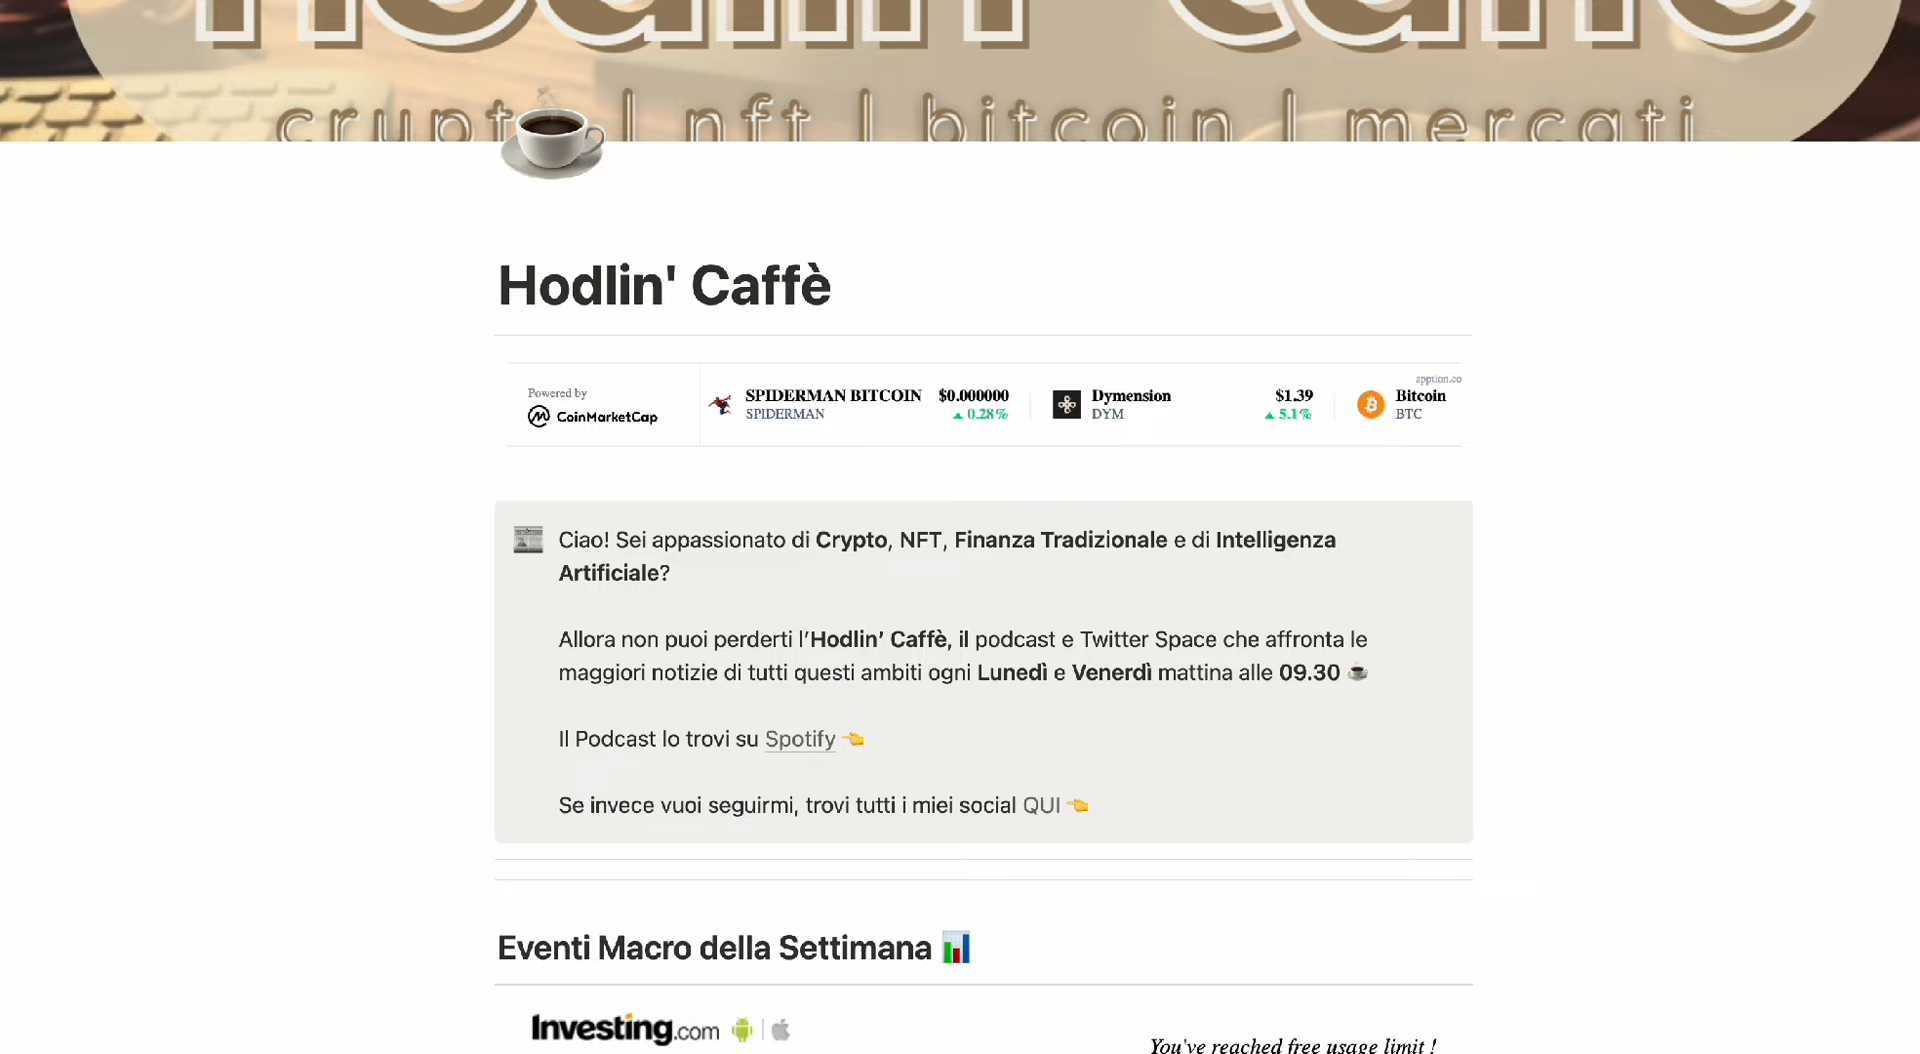 Hodlin' Caffè
crypto | nft | bitcoin | mercati
Hodlin' Caffè
apption.co
Powered by
CoinMarketCap
SPIDERMAN BITCOIN $0.000000
SPIDERMAN ▲ 0.28%
Dymension $1.39
DYM ▲ 5.1%
Bitcoin
BTC
Ciao! Sei appassionato di Crypto, NFT, Finanza Tradizionale e di Intelligenza
Artificiale?
Allora non puoi perderti l’Hodlin’ Caffè, il podcast e Twitter Space che affronta le
maggiori notizie di tutti questi ambiti ogni Lunedì e Venerdì mattina alle 09.30 ☕
Il Podcast lo trovi su Spotify 👈
Se invece vuoi seguirmi, trovi tutti i miei social QUI 👈
Eventi Macro della Settimana 📊
Investing.com
You've reached free usage limit !